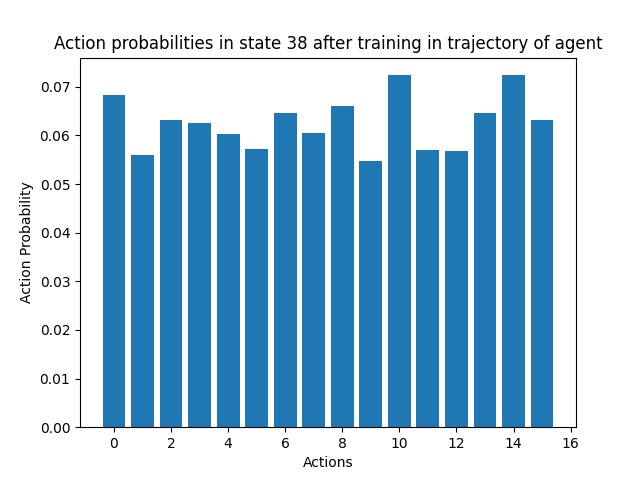 Action probabilities in state 38 after training in trajectory of agent
0.07
0.06
0.05
0.04
0.03
0.02
0.01
0.00
Action Probability
0 2 4 6 8 10 12 14 16
Actions